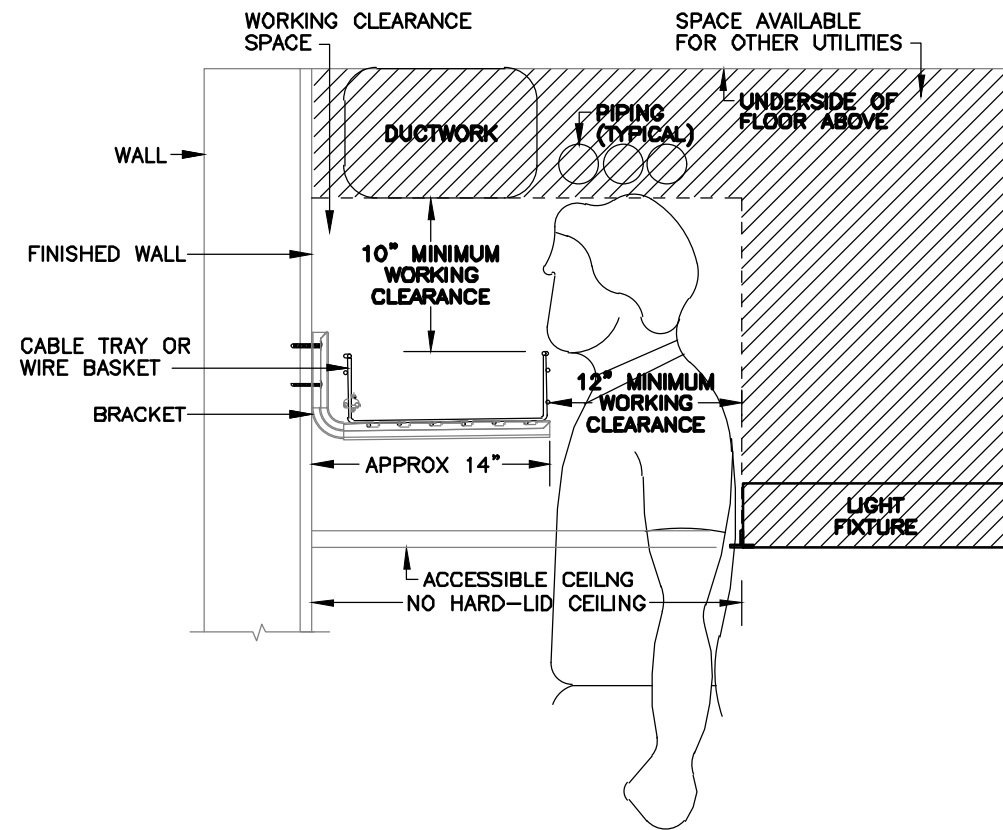 WORKING CLEARANCE
SPACE
SPACE AVAILABLE
FOR OTHER UTILITIES
DUCTWORK
PIPING
(TYPICAL)
UNDERSIDE OF
FLOOR ABOVE
WALL
FINISHED WALL
10" MINIMUM
WORKING
CLEARANCE
CABLE TRAY OR
WIRE BASKET
12" MINIMUM
WORKING
CLEARANCE
BRACKET
APPROX 14"
LIGHT
FIXTURE
ACCESSIBLE CEILNG
NO HARD-LID CEILING